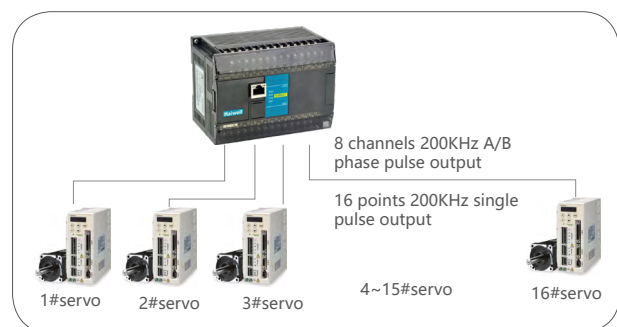 Haiwell
8 channels 200KHz A/B
phase pulse output
16 points 200KHz single
pulse output
1#servo
2#servo
3#servo
4~15#servo
16#servo